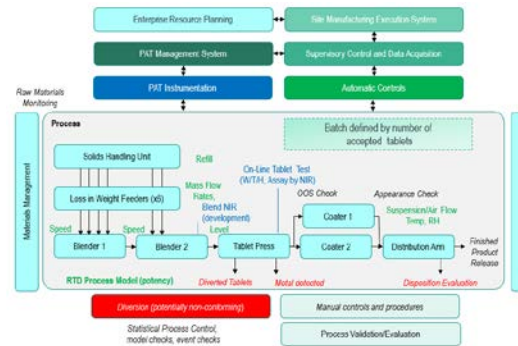 Enterprise Resource Planning
Site Manufacturing Execution System
PAT Management System
Supervisory Control and Data Acquisition
PAT Instrumentation
Automatic Controls
Raw Materials
Monitoring
Materials Management
Process
Batch defined by number of
accepted tablets
Solids Handling Unit
Refill
On-Line Tablet Test
(W/T/H, Assay by NIR)
Loss in Weight Feeders (x6)
Mass Flow
Rates,
Blend NIR
(development)
Level
OOS Check
Appearance Check
Coater 1
Suspension/Air Flow
Temp, RH
Speed
Speed
Blender 1
Blender 2
Tablet Press
Coater 2
Distribution Arm
Finished
Product
Release
RTD Process Model (potency)
Diverted Tablets
Metal detected
Disposition Evaluation
Diversion (potentially non-conforming)
Manual controls and procedures
Statistical Process Control,
model checks, event checks
Process Validation/Evaluation